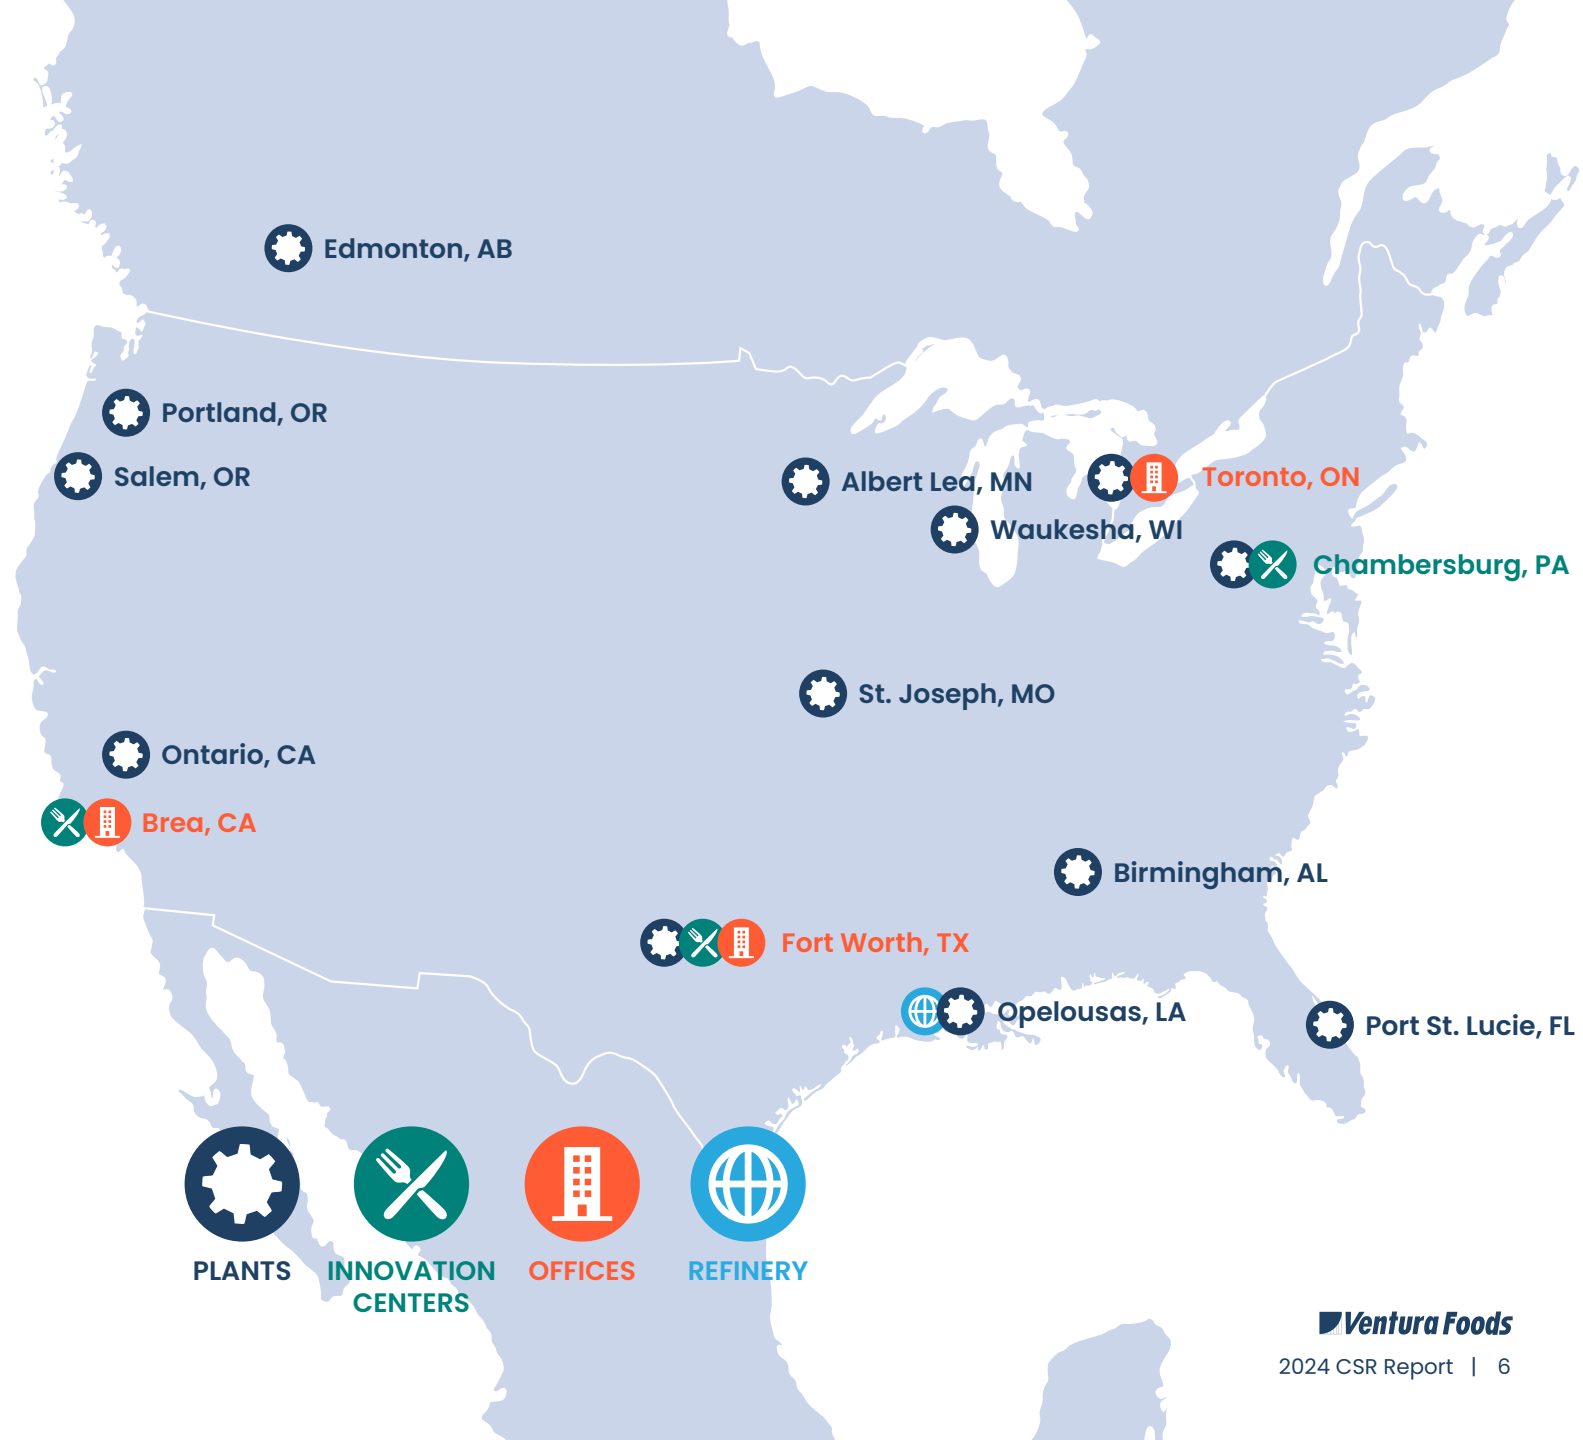 Edmonton, AB
Portland, OR
Salem, OR
Albert Lea, MN
Toronto, ON
Waukesha, WI
Chambersburg, PA
St. Joseph, MO
Ontario, CA
Brea, CA
Birmingham, AL
Fort Worth, TX
Opelousas, LA
Port St. Lucie, FL
PLANTS
INNOVATION
CENTERS
OFFICES
REFINERY
Ventura Foods
2024 CSR Report | 6